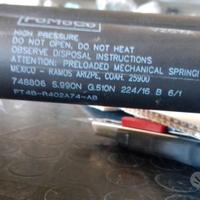 HIGH PRESSURE
DO NOT OPEN, DO NOT HEAT
OBSERVE DISPOSAL INSTRUCTIONS
ATTENTION: PRELOADED MECHANICAL SPRING!
MEXICO - RAMOS ARIZPE, COAH. 25900
748806 5.990N G.510N 224/16 B 6/1
PT4B-R402A74-AB